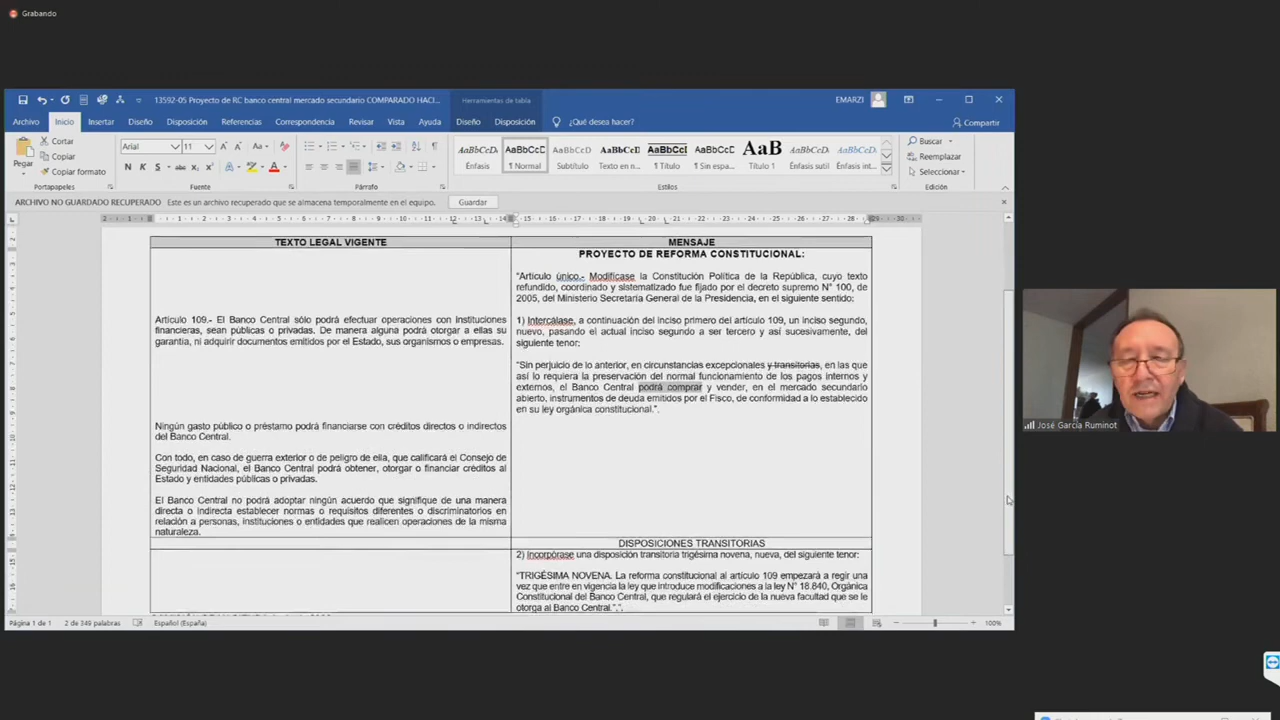 Grabando
13592-05 Proyecto de RC banco central mercado secundario COMPARADO HACI...
Herramientas de tabla
EMARZI
Archivo Inicio Insertar Diseño Disposición Referencias Correspondencia Revisar Vista Ayuda Diseño Disposición ¿Qué desea hacer? Compartir
Pegar
Cortar
Copiar
Copiar formato
Portapapeles
Arial 11
N K S abc x₂ x²
Fuente
Párrafo
AaBbCcDc AaBbCcDc AaBbCcDc AaBbCcDc AaBbCcDc AaBbCcDc AaB AaBbCcD. AaBbCcD.
Énfasis ¶ Normal Subtítulo Texto en n... ¶ Título ¶ Sin espa... Título 1 Énfasis sutil Énfasis int...
Estilos
Buscar
Reemplazar
Seleccionar
Edición
ARCHIVO NO GUARDADO RECUPERADO Este es un archivo recuperado que se almacena temporalmente en el equipo. Guardar
TEXTO LEGAL VIGENTE
Artículo 109.- El Banco Central sólo podrá efectuar operaciones con instituciones
financieras, sean públicas o privadas. De manera alguna podrá otorgar a ellas su
garantía, ni adquirir documentos emitidos por el Estado, sus organismos o empresas.
Ningún gasto público o préstamo podrá financiarse con créditos directos o indirectos
del Banco Central.
Con todo, en caso de guerra exterior o de peligro de ella, que calificará el Consejo de
Seguridad Nacional, el Banco Central podrá obtener, otorgar o financiar créditos al
Estado y entidades públicas o privadas.
El Banco Central no podrá adoptar ningún acuerdo que signifique de una manera
directa o indirecta establecer normas o requisitos diferentes o discriminatorios en
relación a personas, instituciones o entidades que realicen operaciones de la misma
naturaleza.
MENSAJE
PROYECTO DE REFORMA CONSTITUCIONAL:
“Artículo único.- Modifícase la Constitución Política de la República, cuyo texto
refundido, coordinado y sistematizado fue fijado por el decreto supremo N° 100, de
2005, del Ministerio Secretaría General de la Presidencia, en el siguiente sentido:
1) Intercálase, a continuación del inciso primero del artículo 109, un inciso segundo,
nuevo, pasando el actual inciso segundo a ser tercero y así sucesivamente, del
siguiente tenor:
“Sin perjuicio de lo anterior, en circunstancias excepcionales y transitorias, en las que
así lo requiera la preservación del normal funcionamiento de los pagos internos y
externos, el Banco Central podrá comprar y vender, en el mercado secundario
abierto, instrumentos de deuda emitidos por el Fisco, de conformidad a lo establecido
en su ley orgánica constitucional.”.
DISPOSICIONES TRANSITORIAS
2) Incorpórase una disposición transitoria trigésima novena, nueva, del siguiente tenor:
“TRIGÉSIMA NOVENA. La reforma constitucional al artículo 109 empezará a regir una
vez que entre en vigencia la ley que introduce modificaciones a la ley N° 18.840, Orgánica
Constitucional del Banco Central, que regulará el ejercicio de la nueva facultad que se le
otorga al Banco Central.”.”.
Página 1 de 1 2 de 349 palabras Español (España) 100%
José García Ruminot